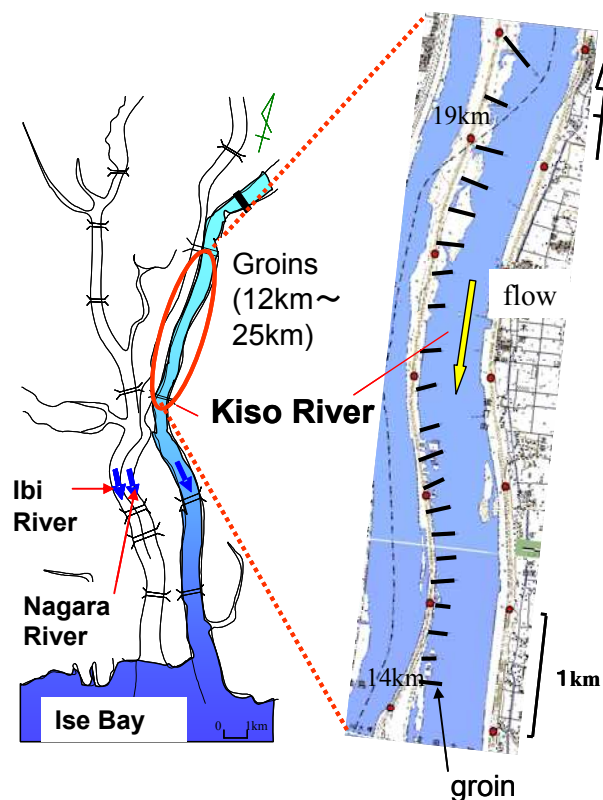 19km
Groins
(12km～
25km)
flow
Kiso River
Ibi
River
Nagara
River
14km
1km
Ise Bay
0 1km
groin